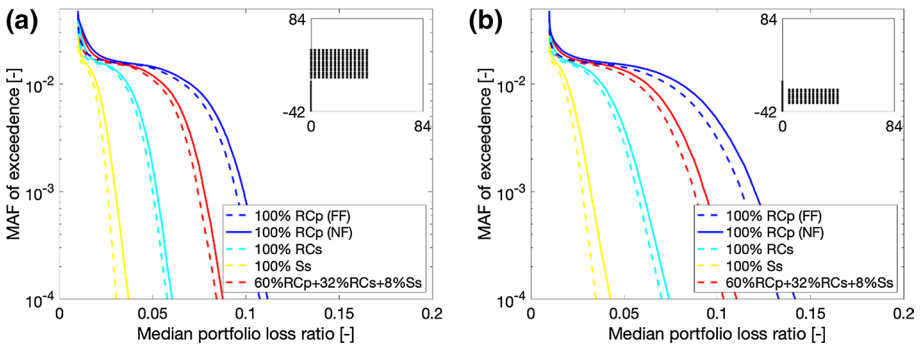 (a)
84
-42
0
84
MAF of exceedence [-]
10⁻²
10⁻³
10⁻⁴
100% RCp (FF)
100% RCp (NF)
100% RCs
100% Ss
60%RCp+32%RCs+8%Ss
0
0.05
0.1
0.15
0.2
Median portfolio loss ratio [-]
(b)
84
-42
0
84
MAF of exceedence [-]
10⁻²
10⁻³
10⁻⁴
100% RCp (FF)
100% RCp (NF)
100% RCs
100% Ss
60%RCp+32%RCs+8%Ss
0
0.05
0.1
0.15
0.2
Median portfolio loss ratio [-]